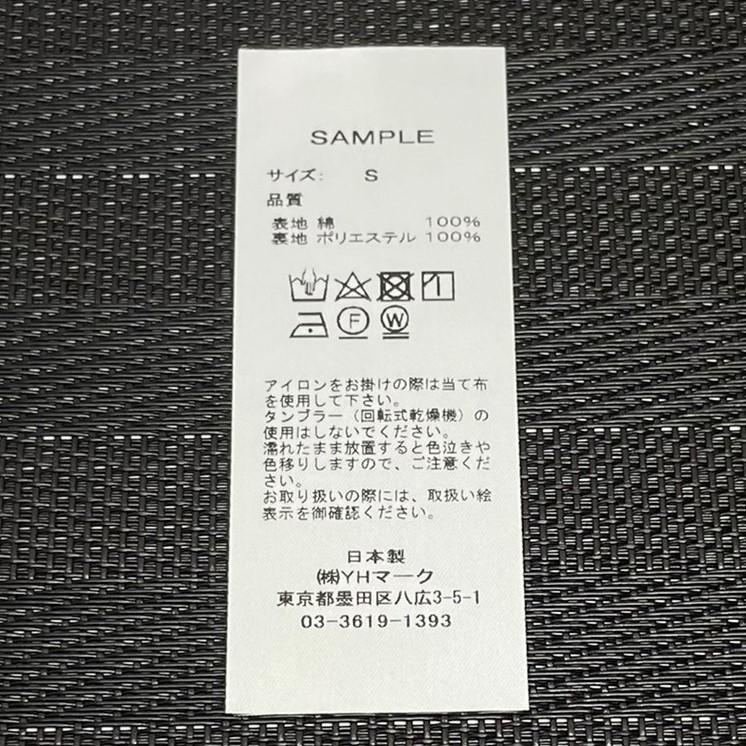 SAMPLE
サイズ: S
品質
表地 綿 100%
裏地 ポリエステル 100%
F W
アイロンをお掛けの際は当て布
を使用して下さい。
タンブラー（回転式乾燥機）の
使用はしないでください。
濡れたまま放置すると色泣きや
色移りしますので、ご注意くだ
さい。
お取り扱いの際には、取扱い絵
表示を御確認ください。
日本製
㈱YHマーク
東京都墨田区八広3-5-1
03-3619-1393